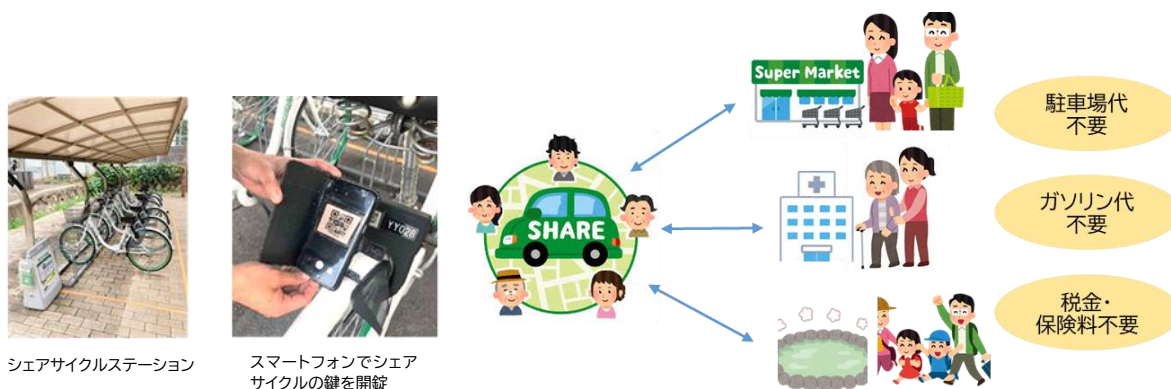 シェアサイクルステーション
YY028
スマートフォンでシェア
サイクルの鍵を開錠
SHARE
Super Market
駐車場代
不要
ガソリン代
不要
税金・
保険料不要